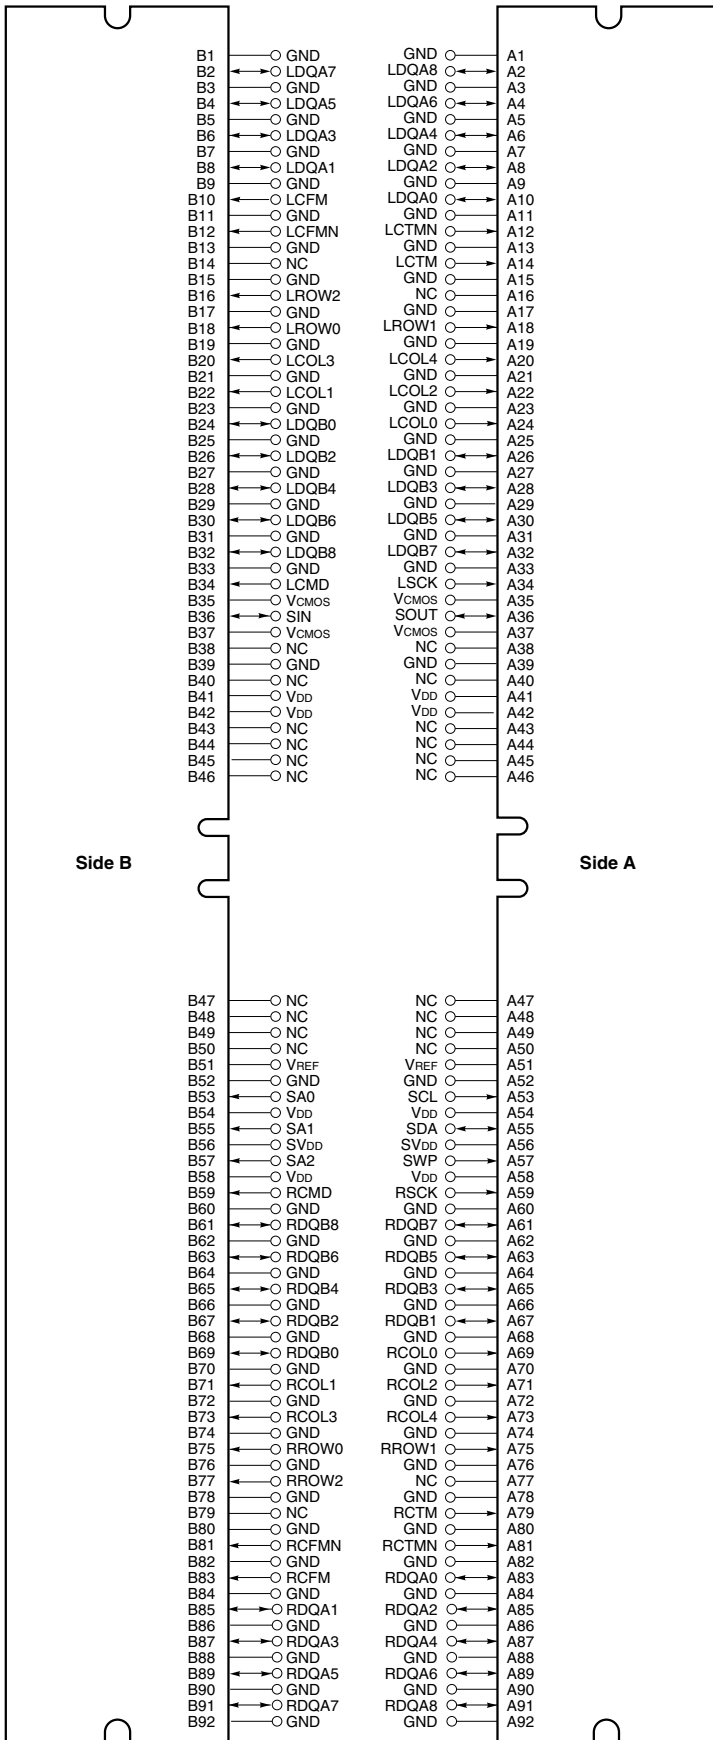 B1 GND GND A1
B2 LDQA7 LDQA8 A2
B3 GND GND A3
B4 LDQA5 LDQA6 A4
B5 GND GND A5
B6 LDQA3 LDQA4 A6
B7 GND GND A7
B8 LDQA1 LDQA2 A8
B9 GND GND A9
B10 LCFM LDQA0 A10
B11 GND GND A11
B12 LCFMN LCTMN A12
B13 GND GND A13
B14 NC LCTM A14
B15 GND GND A15
B16 LROW2 NC A16
B17 GND GND A17
B18 LROW0 LROW1 A18
B19 GND GND A19
B20 LCOL3 LCOL4 A20
B21 GND GND A21
B22 LCOL1 LCOL2 A22
B23 GND GND A23
B24 LDQB0 LCOL0 A24
B25 GND GND A25
B26 LDQB2 LDQB1 A26
B27 GND GND A27
B28 LDQB4 LDQB3 A28
B29 GND GND A29
B30 LDQB6 LDQB5 A30
B31 GND GND A31
B32 LDQB8 LDQB7 A32
B33 GND GND A33
B34 LCMD LSCK A34
B35 VCMOS VCMOS A35
B36 SIN SOUT A36
B37 VCMOS VCMOS A37
B38 NC NC A38
B39 GND GND A39
B40 NC NC A40
B41 VDD VDD A41
B42 VDD VDD A42
B43 NC NC A43
B44 NC NC A44
B45 NC NC A45
B46 NC NC A46
Side B Side A
B47 NC NC A47
B48 NC NC A48
B49 NC NC A49
B50 NC NC A50
B51 VREF VREF A51
B52 GND GND A52
B53 SA0 SCL A53
B54 VDD VDD A54
B55 SA1 SDA A55
B56 SVDD SVDD A56
B57 SA2 SWP A57
B58 VDD VDD A58
B59 RCMD RSCK A59
B60 GND GND A60
B61 RDQB8 RDQB7 A61
B62 GND GND A62
B63 RDQB6 RDQB5 A63
B64 GND GND A64
B65 RDQB4 RDQB3 A65
B66 GND GND A66
B67 RDQB2 RDQB1 A67
B68 GND GND A68
B69 RDQB0 RCOL0 A69
B70 GND GND A70
B71 RCOL1 RCOL2 A71
B72 GND GND A72
B73 RCOL3 RCOL4 A73
B74 GND GND A74
B75 RROW0 RROW1 A75
B76 GND GND A76
B77 RROW2 NC A77
B78 GND GND A78
B79 NC RCTM A79
B80 GND GND A80
B81 RCFMN RCTMN A81
B82 GND GND A82
B83 RCFM RDQA0 A83
B84 GND GND A84
B85 RDQA1 RDQA2 A85
B86 GND GND A86
B87 RDQA3 RDQA4 A87
B88 GND GND A88
B89 RDQA5 RDQA6 A89
B90 GND GND A90
B91 RDQA7 RDQA8 A91
B92 GND GND A92